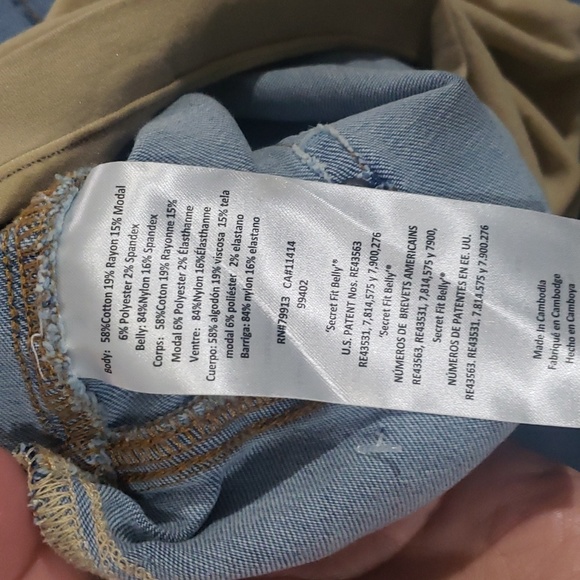 Body: 58%Cotton 19% Rayon 15% Modal
6% Polyester 2% Spandex
Belly: 84%Nylon 16% Spandex
Corps: 58%Coton 19% Rayonne 15%
Modal 6% Polyester 2% Élasthanne
Ventre: 84%Nylon 16%Élasthanne
Cuerpo: 58% algodón 19% viscosa 15% tela
modal 6% poliéster 2% elastano
Barriga: 84% nylon 16% elastano
RN#79913 CA#11414
99402
'Secret Fit Belly'®
U.S. PATENT Nos. RE43563
RE43531, 7,814,575 y 7,900,276
'Secret Fit Belly'®
NÚMEROS DE BREVETS AMERICAINS
RE43563, RE43531, 7,814,575 y 7900,
Secret Fit Belly'®
NÚMEROS DE PATENTES EN EE. UU.
RE43563, RE43531, 7,814,575 y 7,900,276
Made In Cambodia
Fabriqué en Cambodge
Hecho en Camboya